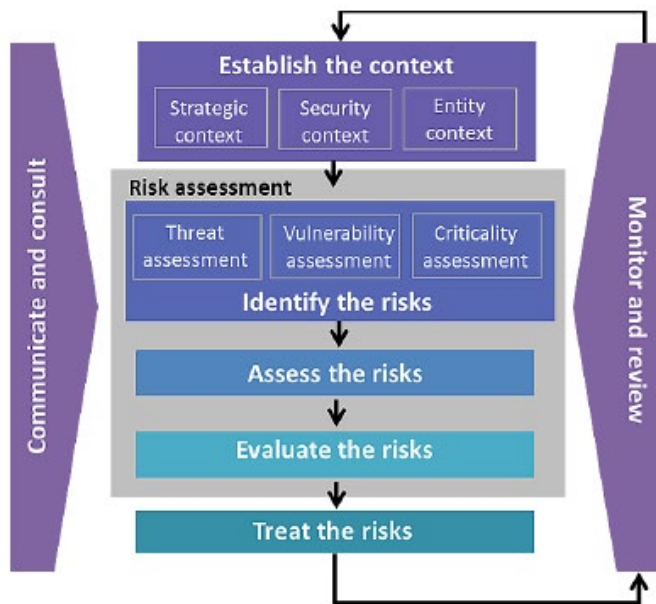 Establish the context
Strategic
context
Security
context
Entity
context
Risk assessment
Threat
assessment
Vulnerability
assessment
Criticality
assessment
Identify the risks
Assess the risks
Evaluate the risks
Treat the risks
Communicate and consult
Monitor and review